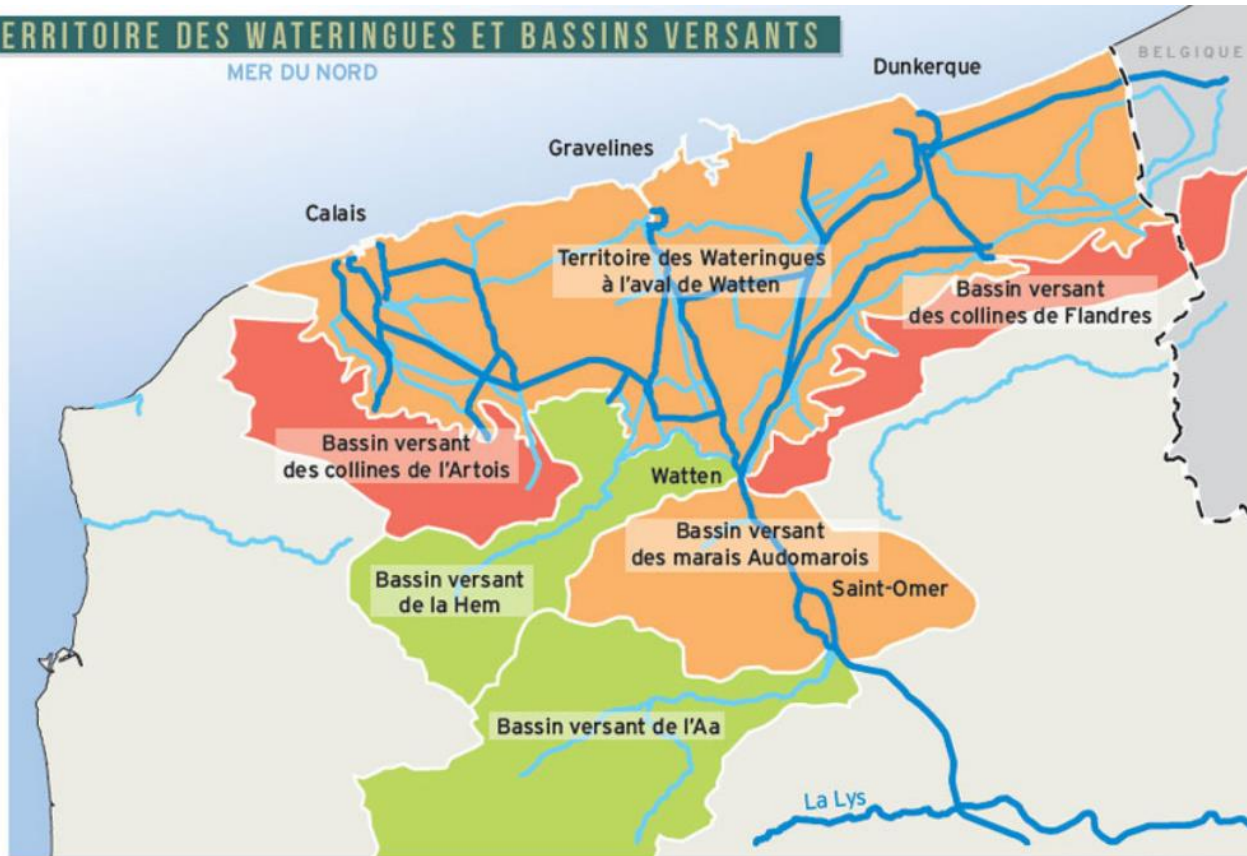 ERRITOIRE DES WATERINGUES ET BASSINS VERSANTS
MER DU NORD
BELGIQUE
Dunkerque
Gravelines
Calais
Territoire des Wateringues
à l'aval de Watten
Bassin versant
des collines de Flandres
Bassin versant
des collines de l'Artois
Watten
Bassin versant
des marais Audomarois
Bassin versant
de la Hem
Saint-Omer
Bassin versant de l'Aa
La Lys